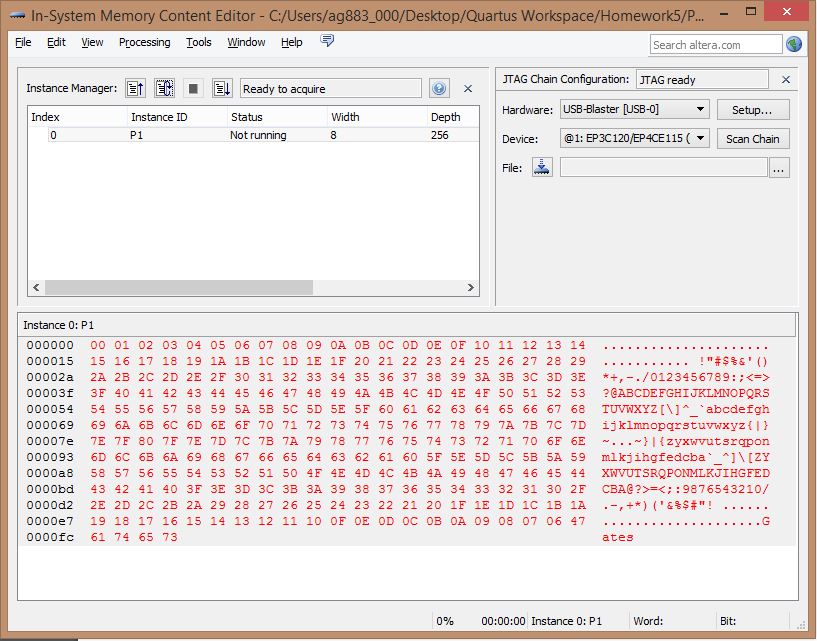 In-System Memory Content Editor - C:/Users/ag883_000/Desktop/Quartus Workspace/Homework5/P...
File Edit View Processing Tools Window Help
Search altera.com
Instance Manager: Ready to acquire
Index Instance ID Status Width Depth
0 P1 Not running 8 256
JTAG Chain Configuration: JTAG ready
Hardware: USB-Blaster [USB-0] Setup...
Device: @1: EP3C120/EP4CE115 ( Scan Chain
File: ...
Instance 0: P1
000000 00 01 02 03 04 05 06 07 08 09 0A 0B 0C 0D 0E 0F 10 11 12 13 14 .....................
000015 15 16 17 18 19 1A 1B 1C 1D 1E 1F 20 21 22 23 24 25 26 27 28 29 ........... !"#$%&'()
00002a 2A 2B 2C 2D 2E 2F 30 31 32 33 34 35 36 37 38 39 3A 3B 3C 3D 3E *+,-./0123456789:;<=>
00003f 3F 40 41 42 43 44 45 46 47 48 49 4A 4B 4C 4D 4E 4F 50 51 52 53 ?@ABCDEFGHIJKLMNOPQRS
000054 54 55 56 57 58 59 5A 5B 5C 5D 5E 5F 60 61 62 63 64 65 66 67 68 TUVWXYZ[\]^_`abcdefgh
000069 69 6A 6B 6C 6D 6E 6F 70 71 72 73 74 75 76 77 78 79 7A 7B 7C 7D ijklmnopqrstuvwxyz{|}
00007e 7E 7F 80 7F 7E 7D 7C 7B 7A 79 78 77 76 75 74 73 72 71 70 6F 6E ~...~}|{zyxwvutsrqpon
000093 6D 6C 6B 6A 69 68 67 66 65 64 63 62 61 60 5F 5E 5D 5C 5B 5A 59 mlkjihgfedcba`_^]\[ZY
0000a8 58 57 56 55 54 53 52 51 50 4F 4E 4D 4C 4B 4A 49 48 47 46 45 44 XWVUTSRQPONMLKJIHGFED
0000bd 43 42 41 40 3F 3E 3D 3C 3B 3A 39 38 37 36 35 34 33 32 31 30 2F CBA@?>=<;:9876543210/
0000d2 2E 2D 2C 2B 2A 29 28 27 26 25 24 23 22 21 20 1F 1E 1D 1C 1B 1A .-,+*)('&%$#"! ......
0000e7 19 18 17 16 15 14 13 12 11 10 0F 0E 0D 0C 0B 0A 09 08 07 06 47 ....................G
0000fc 61 74 65 73 ates
0% 00:00:00 Instance 0: P1 Word: Bit: